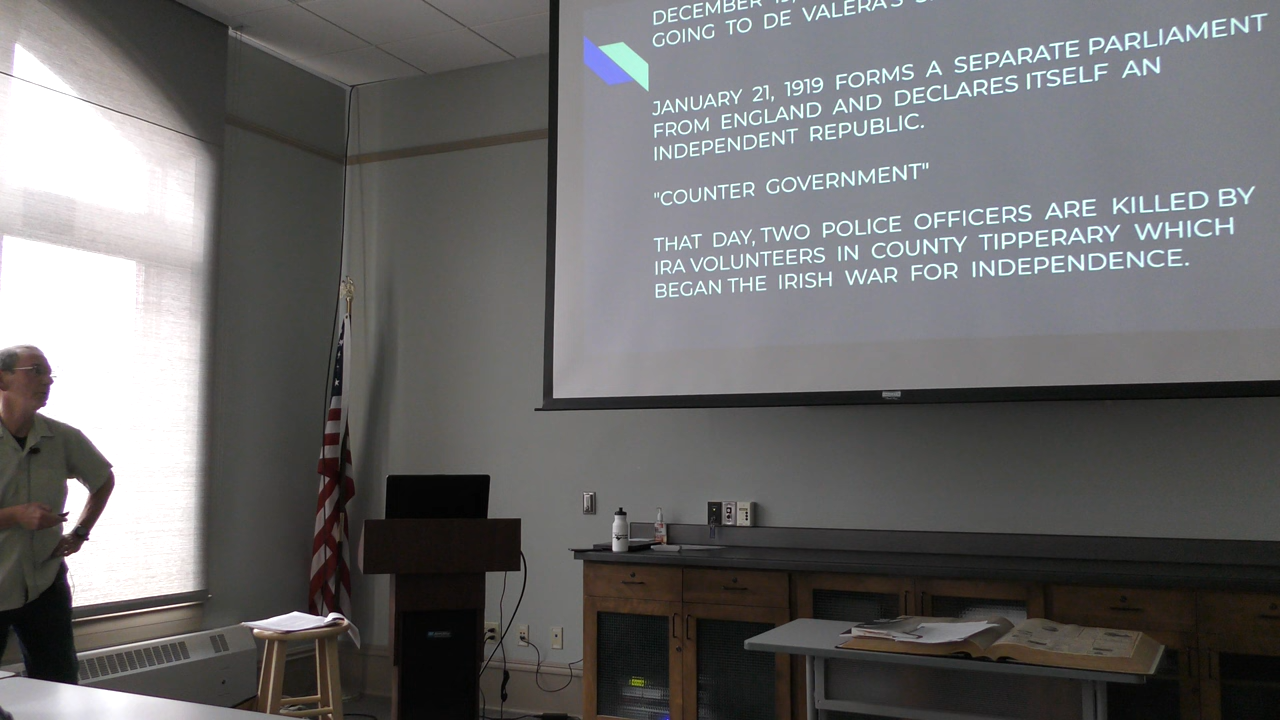 DECEMBER
GOING TO DE VALERA'S
JANUARY 21, 1919 FORMS A SEPARATE PARLIAMENT
FROM ENGLAND AND DECLARES ITSELF AN
INDEPENDENT REPUBLIC.
"COUNTER GOVERNMENT"
THAT DAY, TWO POLICE OFFICERS ARE KILLED BY
IRA VOLUNTEERS IN COUNTY TIPPERARY WHICH
BEGAN THE IRISH WAR FOR INDEPENDENCE.